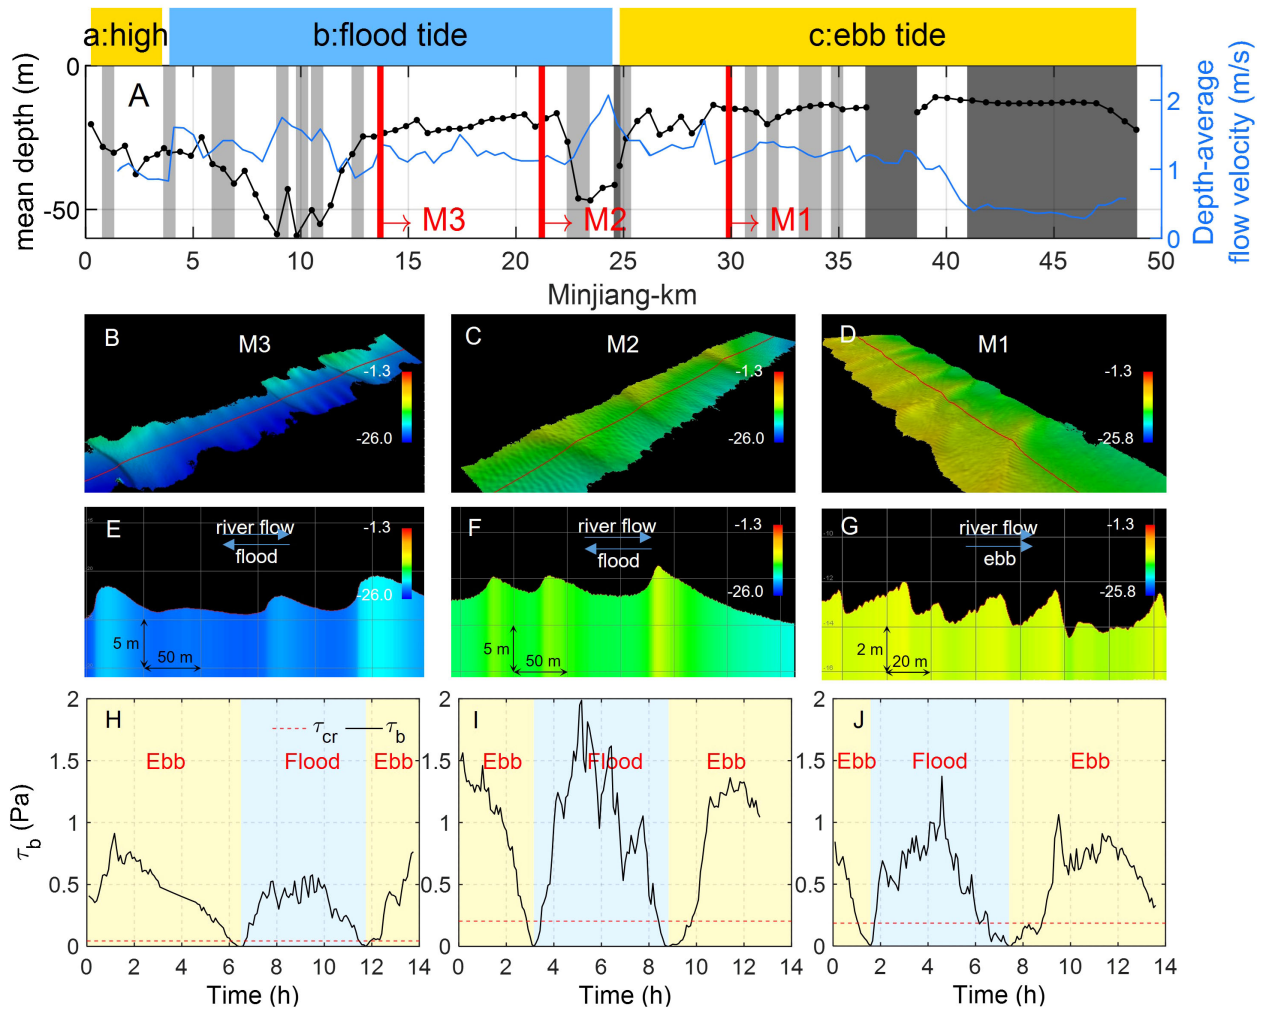 a:high b:flood tide c:ebb tide
mean depth (m)
0
-50
A
M3 M2 M1
2
1
0
Depth-average
flow velocity (m/s)
0 5 10 15 20 25 30 35 40 45 50
Minjiang-km
B M3 -1.3 -26.0
C M2 -1.3 -26.0
D M1 -1.3 -25.8
E river flow flood -1.3 -26.0 5 m 50 m
F river flow flood -1.3 -26.0 5 m 50 m
G river flow ebb -1.3 -25.8 2 m 20 m
-10
-12
-14
-16
τb (Pa)
2
1.5
1
0.5
0
H τcr τb
Ebb Flood Ebb
0 2 4 6 8 10 12 14
Time (h)
2
1.5
1
0.5
0
I
Ebb Flood Ebb
0 2 4 6 8 10 12 14
Time (h)
2
1.5
1
0.5
0
J
Ebb Flood Ebb
0 2 4 6 8 10 12 14
Time (h)